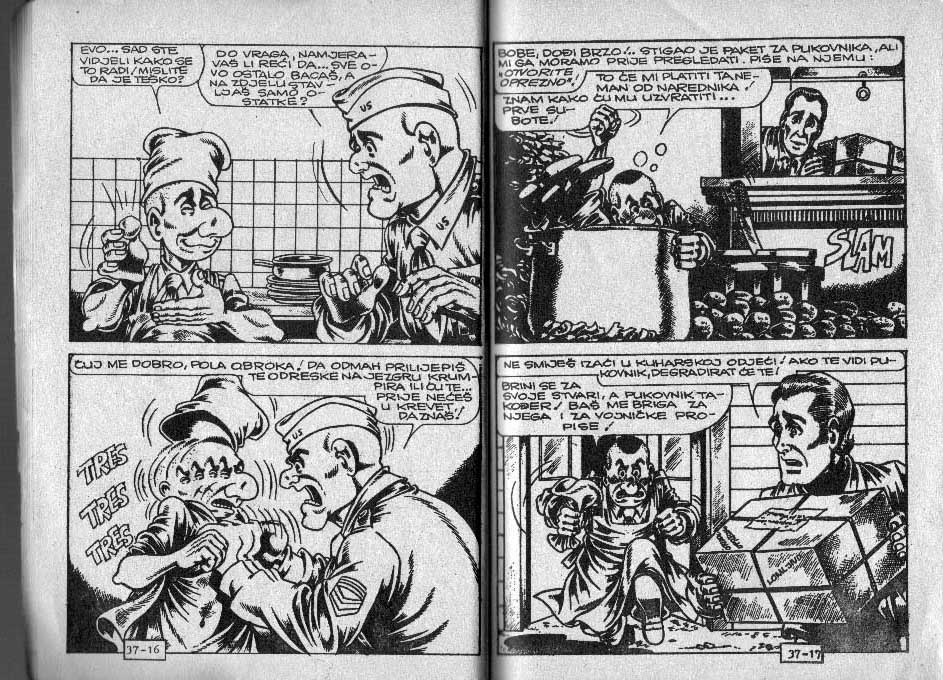 EVO... SAD STE
VIDJELI KAKO SE
TO RADI! MISLITE
DA JE TEŠKO?
DO VRAGA, NAMJERA-
VAŠ LI REĆI DA... SVE O-
VO OSTALO BACAŠ, A
NA ZDJELU STAV-
LJAŠ SAMO O-
STATKE?
US
US
ČUJ ME DOBRO, POLA OBROKA! DA ODMAH PRILIJEPIŠ
TE ODRESKE NA JEZGRU KRUM-
PIRA ILI ĆU TE...
PRIJE NEĆEŠ
U KREVET,
DA ZNAŠ!
TRES
TRES
TRES
US
37-16
BOBE, DOĐI BRZO!.. STIGAO JE PAKET ZA PUKOVNIKA, ALI
MI GA MORAMO PRIJE PREGLEDATI. PIŠE NA NJEMU:
"OTVORITE
OPREZNO"!
TO ĆE MI PLATITI TA NE-
MAN OD NAREDNIKA!
ZNAM KAKO ĆU MU UZVRATITI...
PRVE SU-
BOTE!
SLAM
NE SMIJEŠ IZAĆI U KUHARSKOJ ODJEĆI! AKO TE VIDI PU-
KOVNIK, DEGRADIRAT ĆE TE!
BRINI SE ZA
SVOJE STVARI, A PUKOVNIK TA-
KOĐER! BAŠ ME BRIGA ZA
NJEGA I ZA VOJNIČKE PRO-
PISE!
37-17